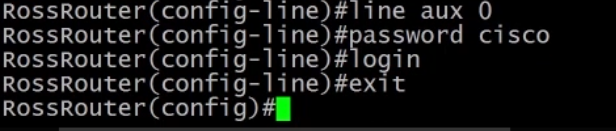 RossRouter(config-line)#line aux 0
RossRouter(config-line)#password cisco
RossRouter(config-line)#login
RossRouter(config-line)#exit
RossRouter(config)#